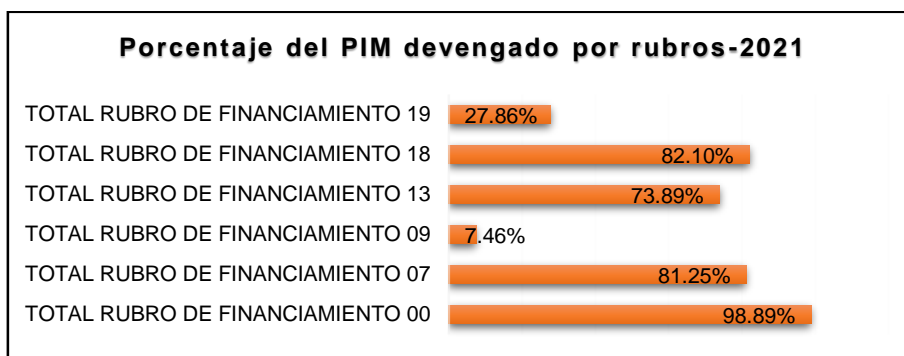 Porcentaje del PIM devengado por rubros-2021
TOTAL RUBRO DE FINANCIAMIENTO 19 27.86%
TOTAL RUBRO DE FINANCIAMIENTO 18 82.10%
TOTAL RUBRO DE FINANCIAMIENTO 13 73.89%
TOTAL RUBRO DE FINANCIAMIENTO 09 7.46%
TOTAL RUBRO DE FINANCIAMIENTO 07 81.25%
TOTAL RUBRO DE FINANCIAMIENTO 00 98.89%